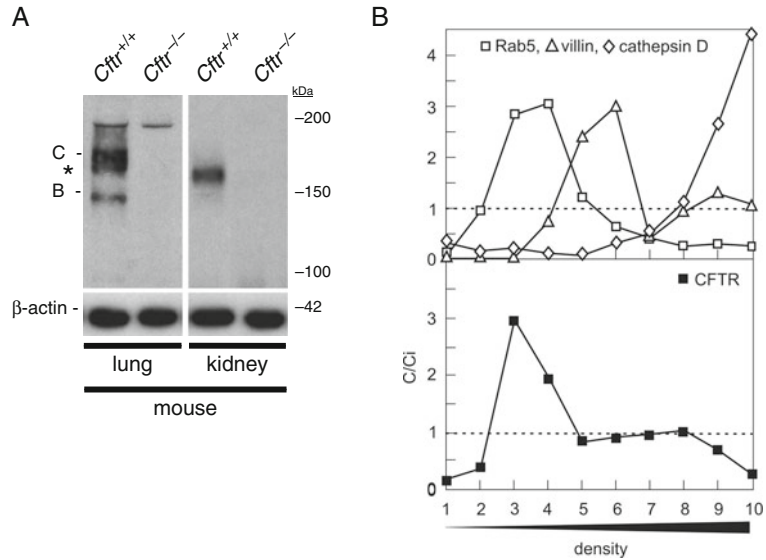 A
Cftr+/+ Cftr−/− Cftr+/+ Cftr−/−
kDa
–200
C -
*
B -
–150
–100
β-actin -
–42
lung kidney
mouse
B
□ Rab5, △ villin, ◇ cathepsin D
4
3
2
1
0
■ CFTR
3
2
1
0
C/Ci
1 2 3 4 5 6 7 8 9 10
density